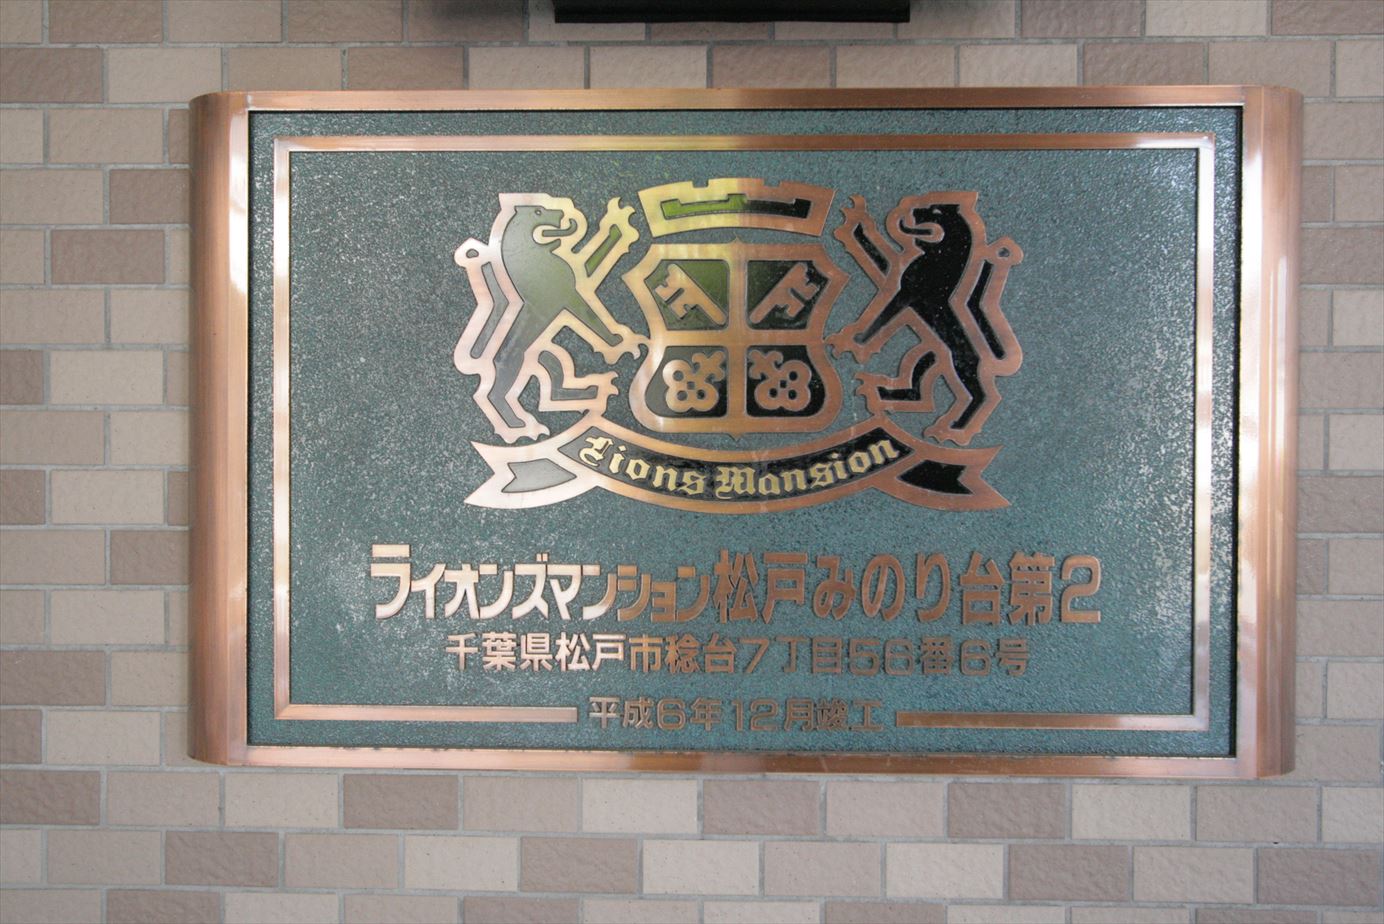 Lions Mansion
ライオンズマンション松戸みのり台第2
千葉県松戸市稔台7丁目56番6号
平成6年12月竣工